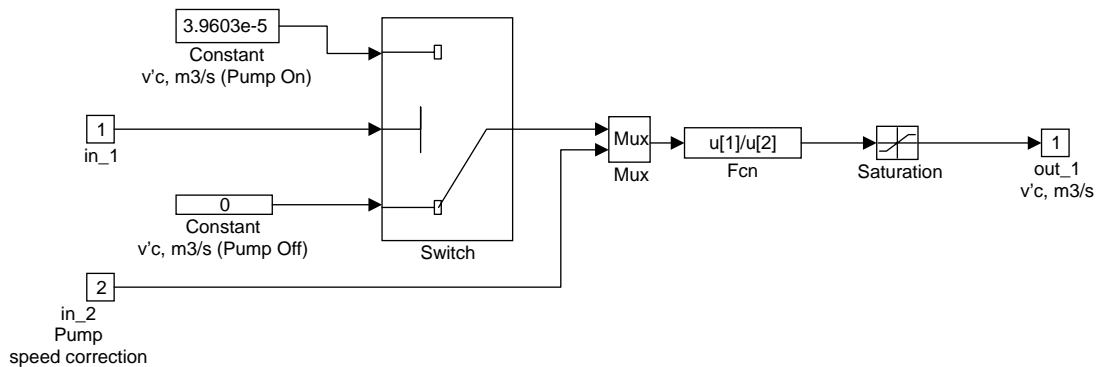 3.9603e-5
Constant
v'c, m3/s (Pump On)
1
in_1
0
Constant
v'c, m3/s (Pump Off)
Switch
2
in_2
Pump
speed correction
Mux
Mux
u[1]/u[2]
Fcn
Saturation
1
out_1
v'c, m3/s